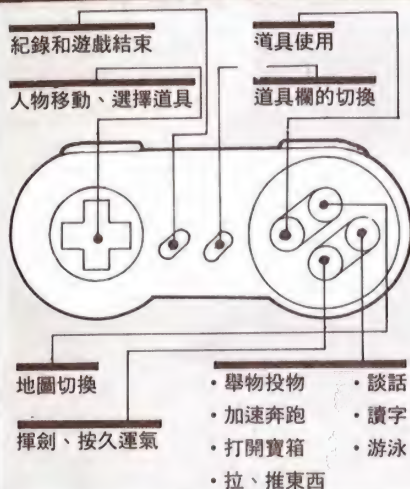 紀錄和遊戲結束
道具使用
人物移動、選擇道具
道具欄的切換
地圖切換
揮劍、按久運氣
・舉物投物
・加速奔跑
・打開寶箱
・拉、推東西
・談話
・讀字
・游泳